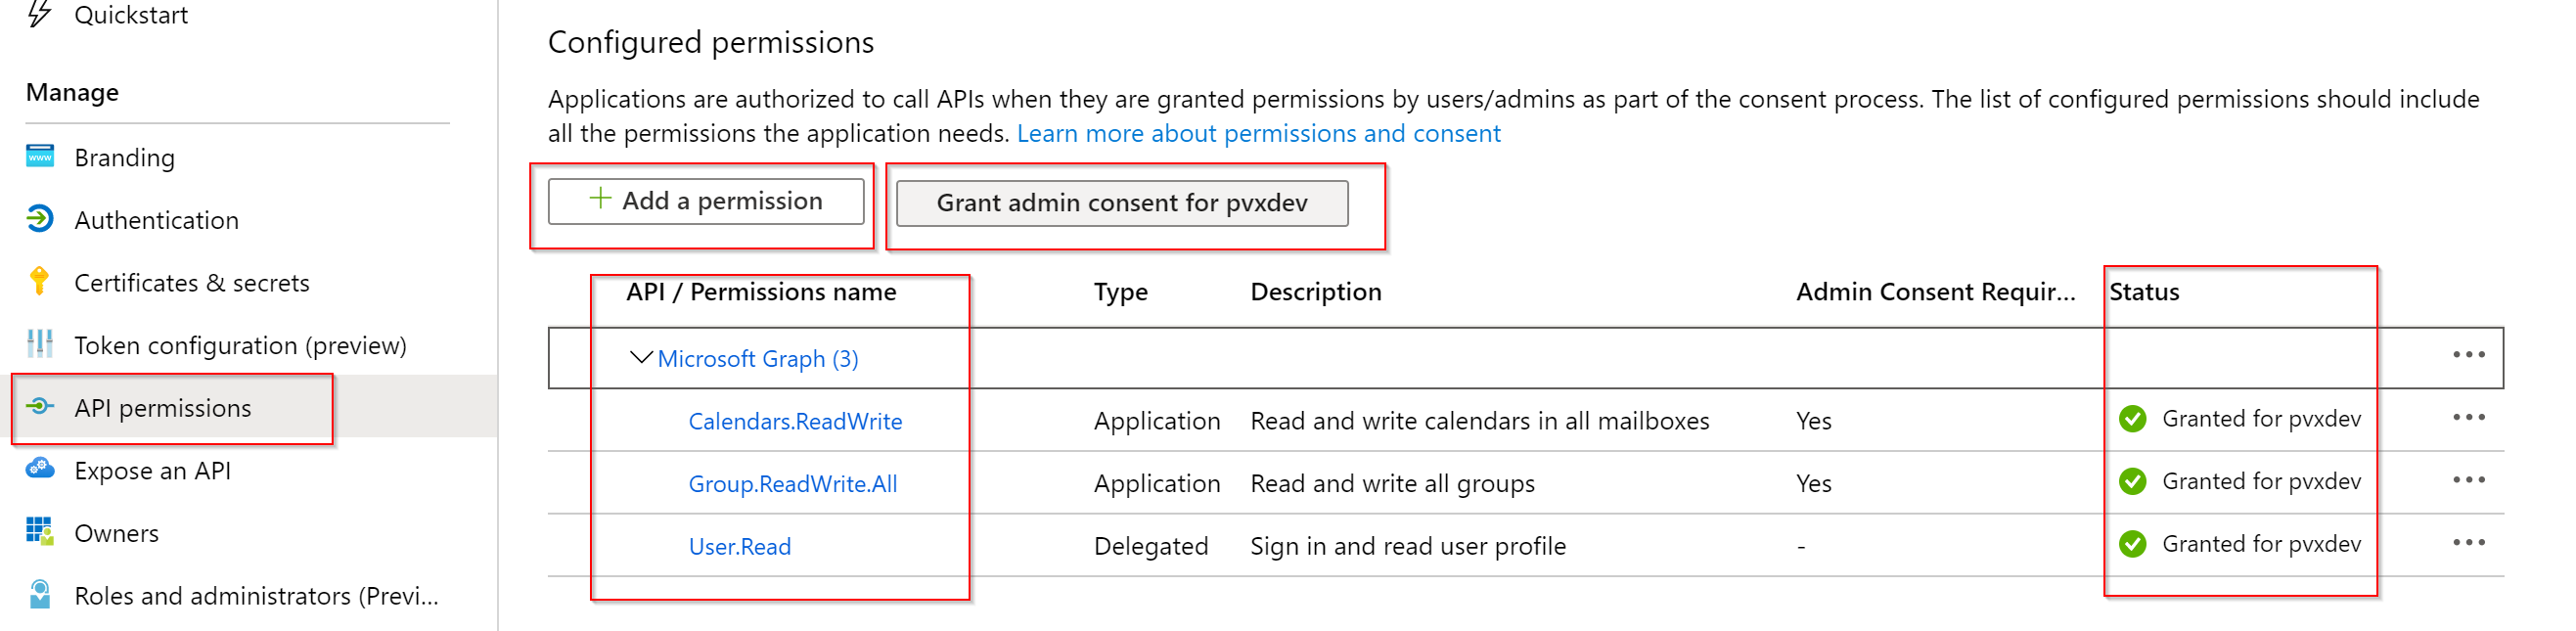 Quickstart
Manage
Branding
Authentication
Certificates & secrets
Token configuration (preview)
API permissions
Expose an API
Owners
Roles and administrators (Previ...
Configured permissions
Applications are authorized to call APIs when they are granted permissions by users/admins as part of the consent process. The list of configured permissions should include
all the permissions the application needs. Learn more about permissions and consent
+ Add a permission
Grant admin consent for pvxdev
API / Permissions name Type Description Admin Consent Requir... Status
Microsoft Graph (3)
Calendars.ReadWrite Application Read and write calendars in all mailboxes Yes Granted for pvxdev
Group.ReadWrite.All Application Read and write all groups Yes Granted for pvxdev
User.Read Delegated Sign in and read user profile - Granted for pvxdev